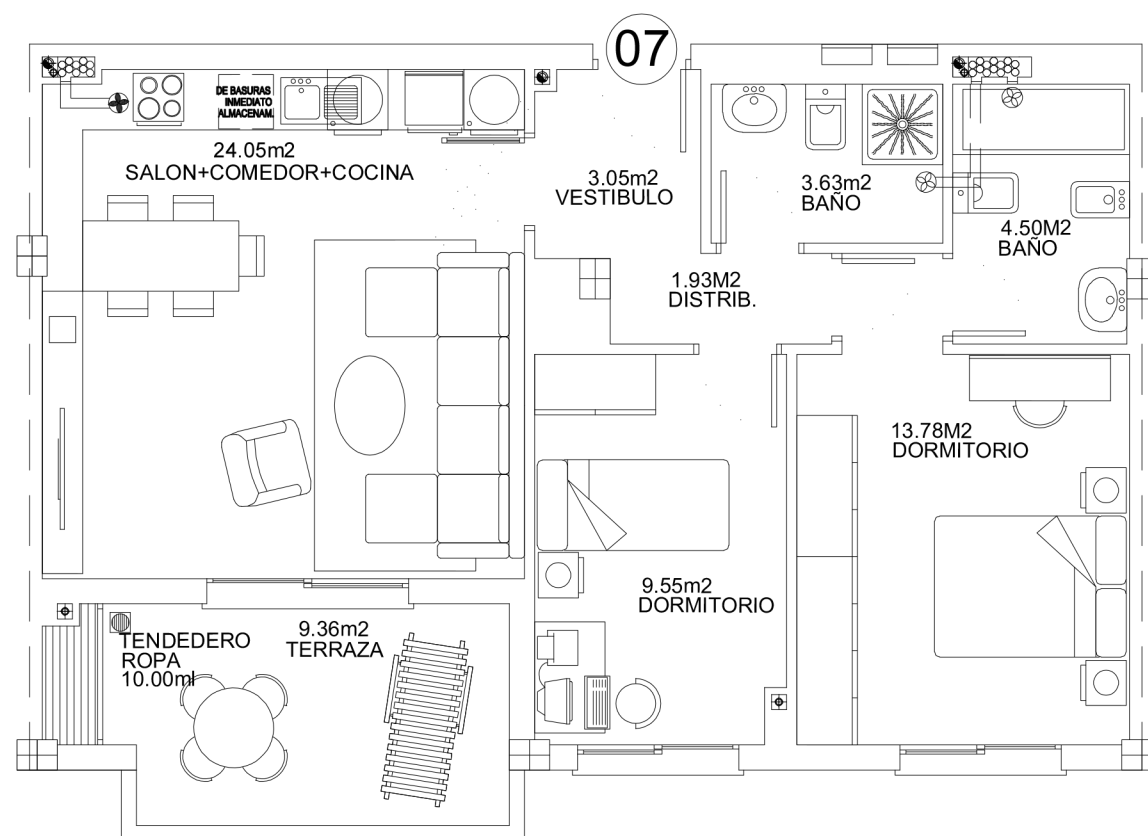 07
DE BASURAS
INMEDIATO
ALMACENAM.
24.05m2
SALON+COMEDOR+COCINA
3.05m2
VESTIBULO
3.63m2
BAÑO
4.50M2
BAÑO
1.93M2
DISTRIB.
13.78M2
DORMITORIO
9.55m2
DORMITORIO
9.36m2
TERRAZA
TENDEDERO
ROPA
10.00ml